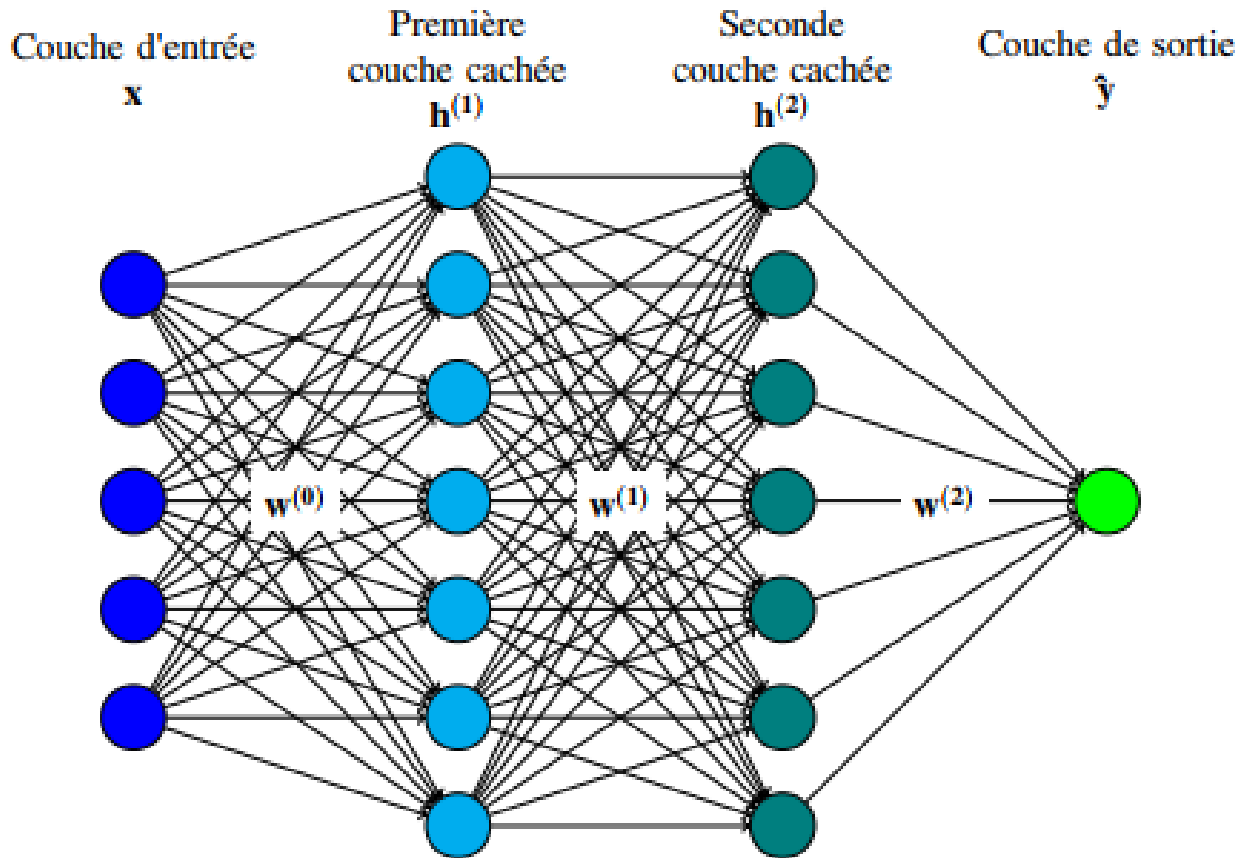 Couche d'entrée
x
Première
couche cachée
h⁽¹⁾
Seconde
couche cachée
h⁽²⁾
Couche de sortie
ŷ
w⁽⁰⁾
w⁽¹⁾
w⁽²⁾